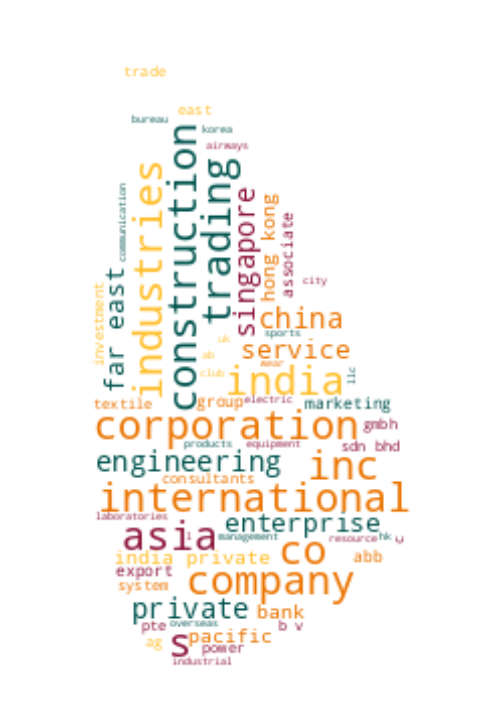 trade
east
bureau
korea
airways
construction
trading
industries
communication
singapore
hong kong
associate
city
far east
investment
china
sports
uk
service
ab
wear
club
india
llc
textile
group
electric
marketing
corporation
gmbh
products
equipment
sdn bhd
engineering
inc
consultants
international
laboratories
enterprise
asia
l
management
resource
hk
co
india private
abb
export
company
system
private
bank
pte
overseas
b v
s
pacific
ag
power
industrial